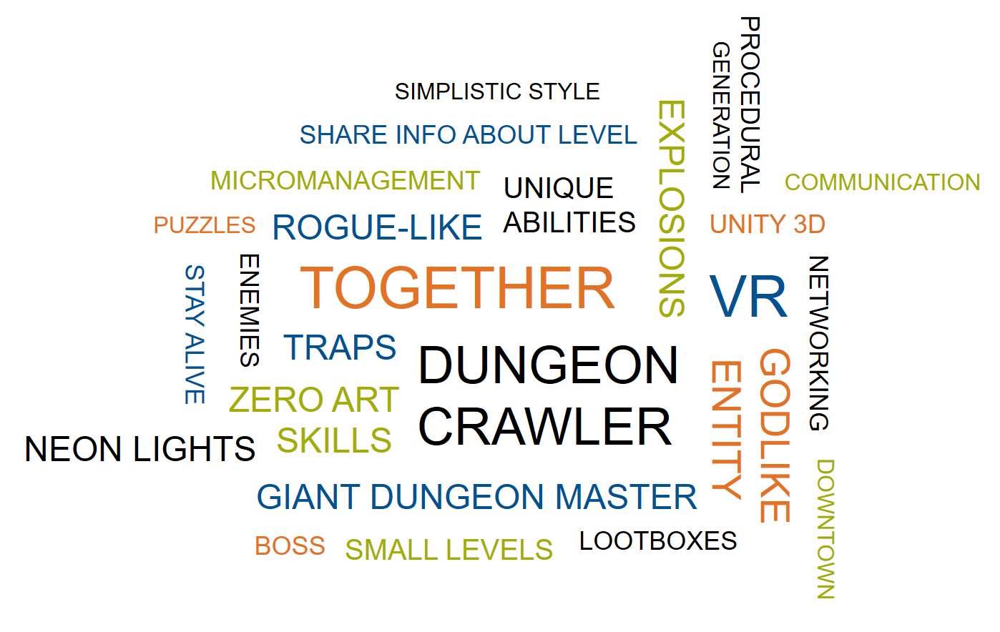 PROCEDURAL
GENERATION
SIMPLISTIC STYLE
EXPLOSIONS
SHARE INFO ABOUT LEVEL
MICROMANAGEMENT
UNIQUE
ABILITIES
COMMUNICATION
PUZZLES
ROGUE-LIKE
UNITY 3D
STAY ALIVE
ENEMIES
TOGETHER
VR
NETWORKING
TRAPS
DUNGEON
CRAWLER
GODLIKE
ENTITY
ZERO ART
SKILLS
NEON LIGHTS
GIANT DUNGEON MASTER
DOWNTOWN
BOSS
SMALL LEVELS
LOOTBOXES